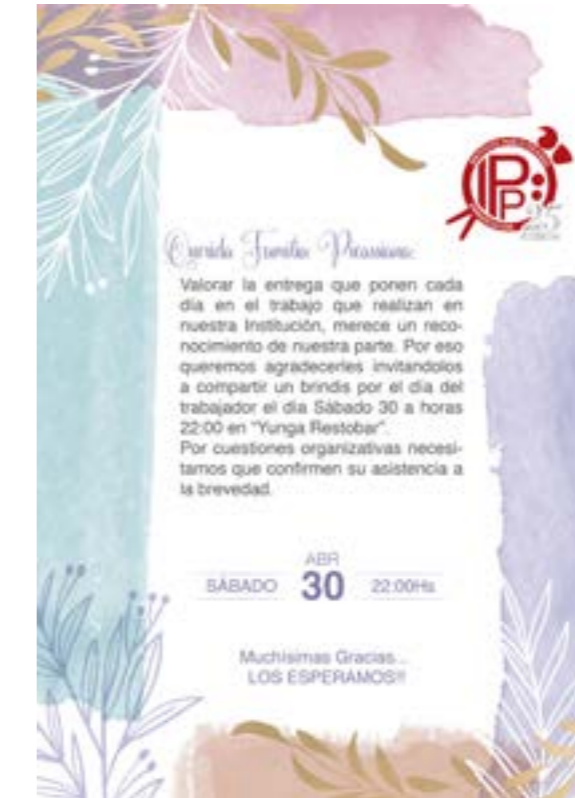 Querida Familia Picassiana:
Valorar la entrega que ponen cada
día en el trabajo que realizan en
nuestra Institución, merece un reco-
nocimiento de nuestra parte. Por eso
queremos agradecerles invitandolos
a compartir un brindis por el día del
trabajador el día Sábado 30 a horas
22:00 en "Yunga Restobar".
Por cuestiones organizativas necesi-
tamos que confirmen su asistencia a
la brevedad.
ABR
SÁBADO 30 22:00Hs
Muchísimas Gracias...
LOS ESPERAMOS!!
IPP
25